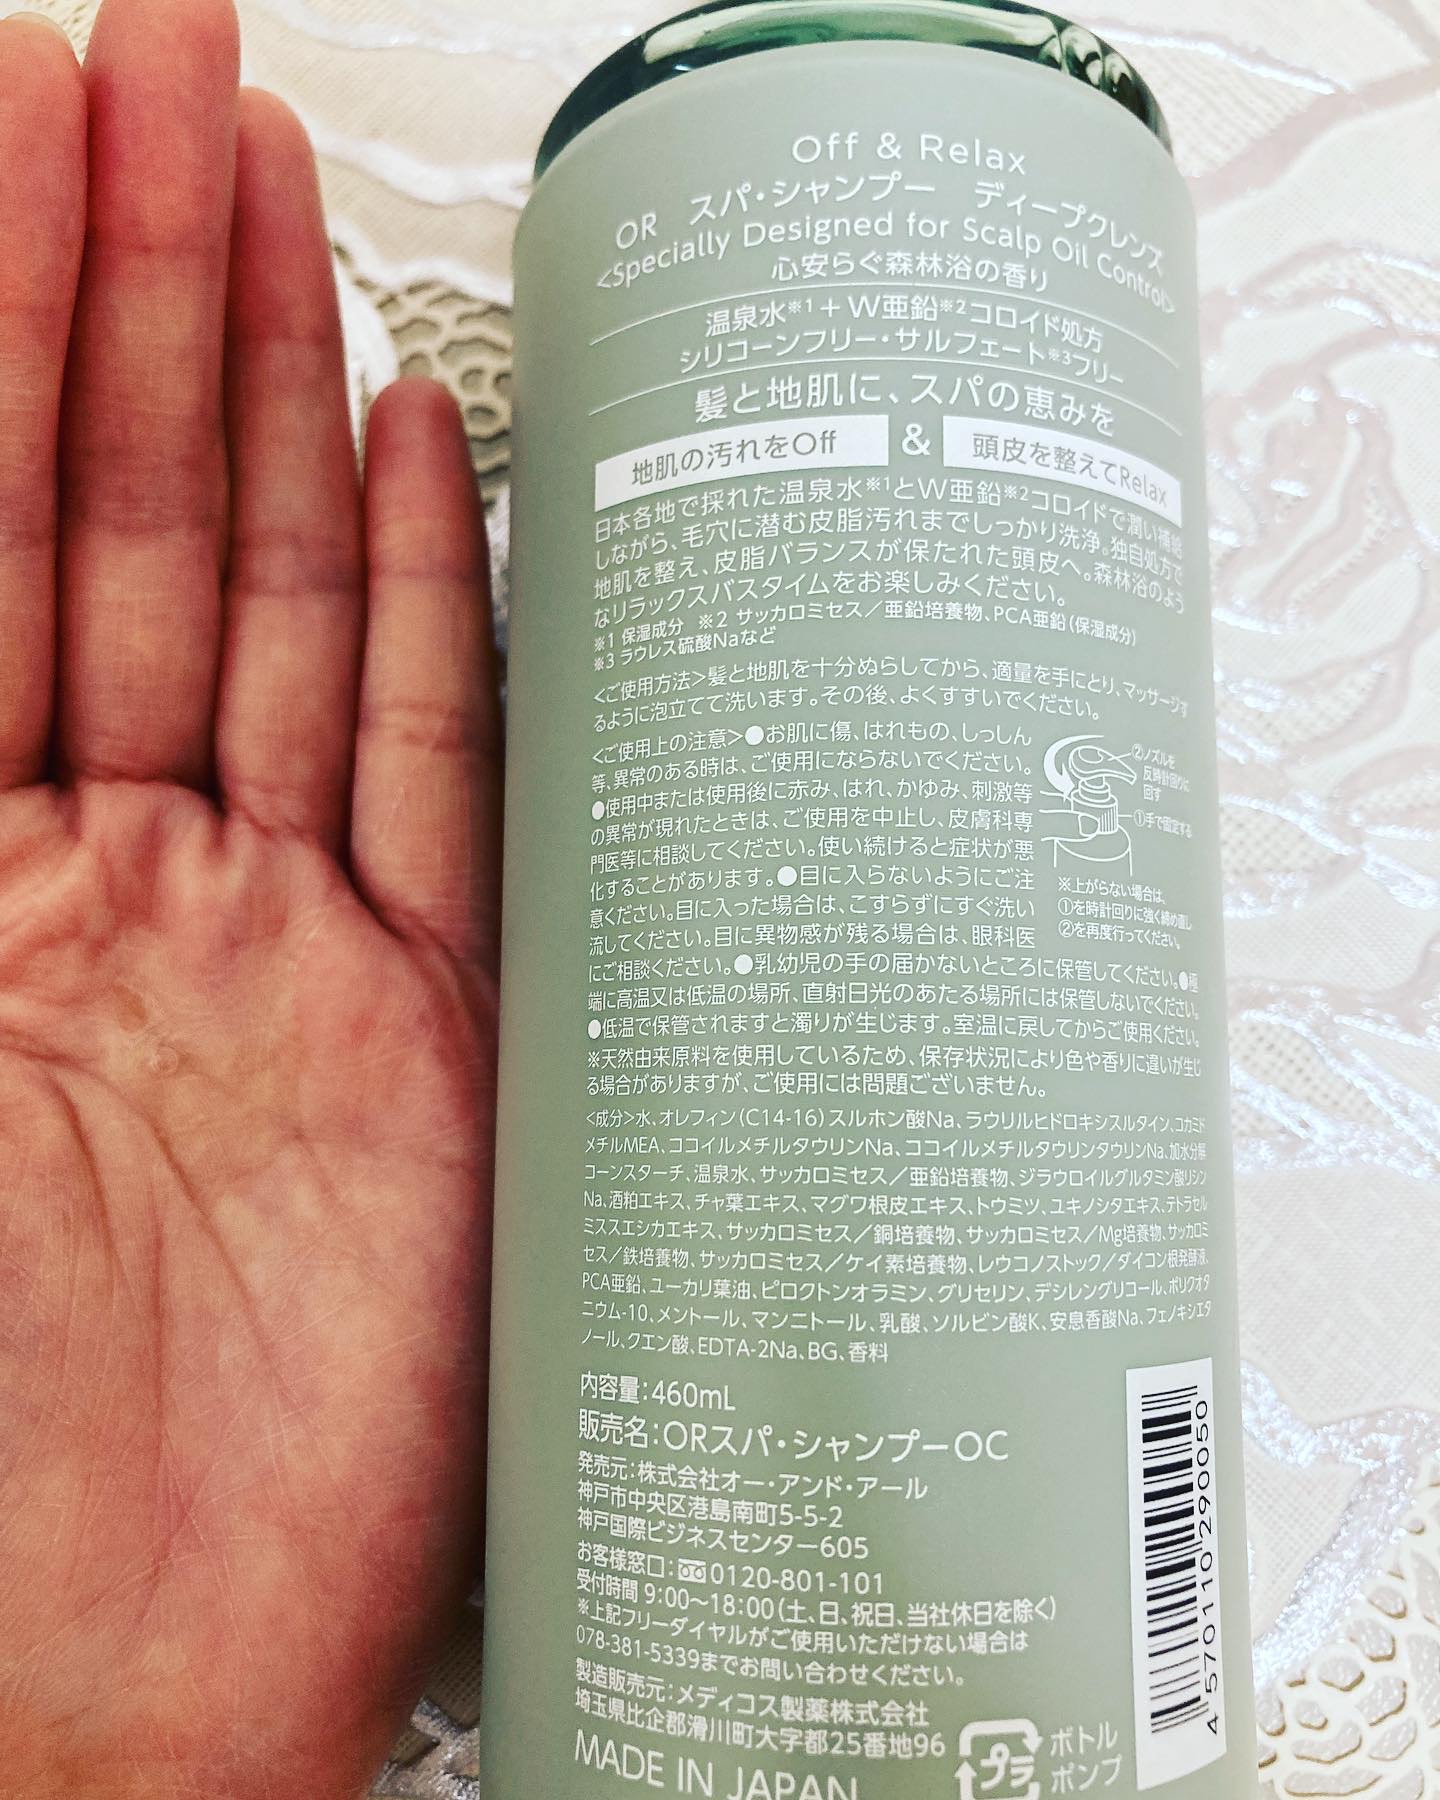 Off & Relax
OR スパ・シャンプー ディープクレンズ
<Specially Designed for Scalp Oil Control>
心安らぐ森林浴の香り
温泉水※1＋W亜鉛※2コロイド処方
シリコーンフリー・サルフェート※3フリー
髪と地肌に、スパの恵みを
地肌の汚れをOff & 頭皮を整えてRelax
日本各地で採れた温泉水※1とW亜鉛※2コロイドで潤い補給
しながら、毛穴に潜む皮脂汚れまでしっかり洗浄。独自処方で
地肌を整え、皮脂バランスが保たれた頭皮へ。森林浴のよう
なリラックスバスタイムをお楽しみください。
※1 保湿成分 ※2 サッカロミセス／亜鉛培養物、PCA亜鉛(保湿成分)
※3 ラウレス硫酸Naなど
<ご使用方法>髪と地肌を十分ぬらしてから、適量を手にとり、マッサージす
るように泡立てて洗います。その後、よくすすいでください。
<ご使用上の注意>●お肌に傷、はれもの、しっしん
等、異常のある時は、ご使用にならないでください。
●使用中または使用後に赤み、はれ、かゆみ、刺激等
の異常が現れたときは、ご使用を中止し、皮膚科専
門医等に相談してください。使い続けると症状が悪
化することがあります。●目に入らないようにご注
意ください。目に入った場合は、こすらずにすぐ洗い
流してください。目に異物感が残る場合は、眼科医
にご相談ください。●乳幼児の手の届かないところに保管してください。●極
端に高温又は低温の場所、直射日光のあたる場所には保管しないでください。
●低温で保管されますと濁りが生じます。室温に戻してからご使用ください。
※天然由来原料を使用しているため、保存状況により色や香りに違いが生じ
る場合がありますが、ご使用には問題ございません。
②ノズルを
反時計回りに
回す
①手で固定する
※上がらない場合は、
①を時計回りに強く締め直し
②を再度行ってください。
<成分>水、オレフィン(C14-16)スルホン酸Na、ラウリルヒドロキシスルタイン、コカミド
メチルMEA、ココイルメチルタウリンNa、ココイルメチルタウリンタウリンNa、加水分解
コーンスターチ、温泉水、サッカロミセス／亜鉛培養物、ジラウロイルグルタミン酸リシン
Na、酒粕エキス、チャ葉エキス、マグワ根皮エキス、トウミツ、ユキノシタエキス、テトラセル
ミススエシカエキス、サッカロミセス／銅培養物、サッカロミセス／Mg培養物、サッカロミ
セス／鉄培養物、サッカロミセス／ケイ素培養物、レウコノストック／ダイコン根発酵液、
PCA亜鉛、ユーカリ葉油、ピロクトンオラミン、グリセリン、デシレングリコール、ポリクオタ
ニウム-10、メントール、マンニトール、乳酸、ソルビン酸K、安息香酸Na、フェノキシエタ
ノール、クエン酸、EDTA-2Na、BG、香料
内容量：460mL
販売名：ORスパ・シャンプーOC
発売元：株式会社オー・アンド・アール
神戸市中央区港島南町5-5-2
神戸国際ビジネスセンター605
お客様窓口：0120-801-101
受付時間 9:00～18:00(土、日、祝日、当社休日を除く)
※上記フリーダイヤルがご使用いただけない場合は
078-381-5339までお問い合わせください。
製造販売元：メディコス製薬株式会社
埼玉県比企郡滑川町大字都25番地96
MADE IN JAPAN
プラ
ボトル
ポンプ
4 570110 290050